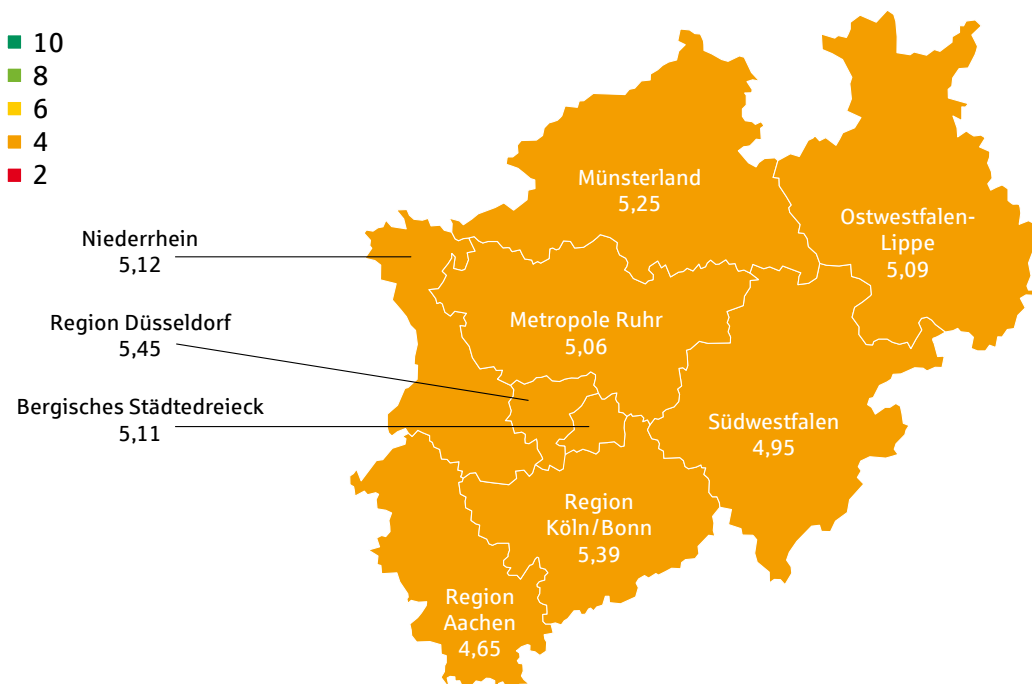 10
8
6
4
2
Münsterland
5,25
Ostwestfalen-
Lippe
5,09
Niederrhein
5,12
Region Düsseldorf
5,45
Metropole Ruhr
5,06
Bergisches Städtedreieck
5,11
Südwestfalen
4,95
Region
Köln/Bonn
5,39
Region
Aachen
4,65